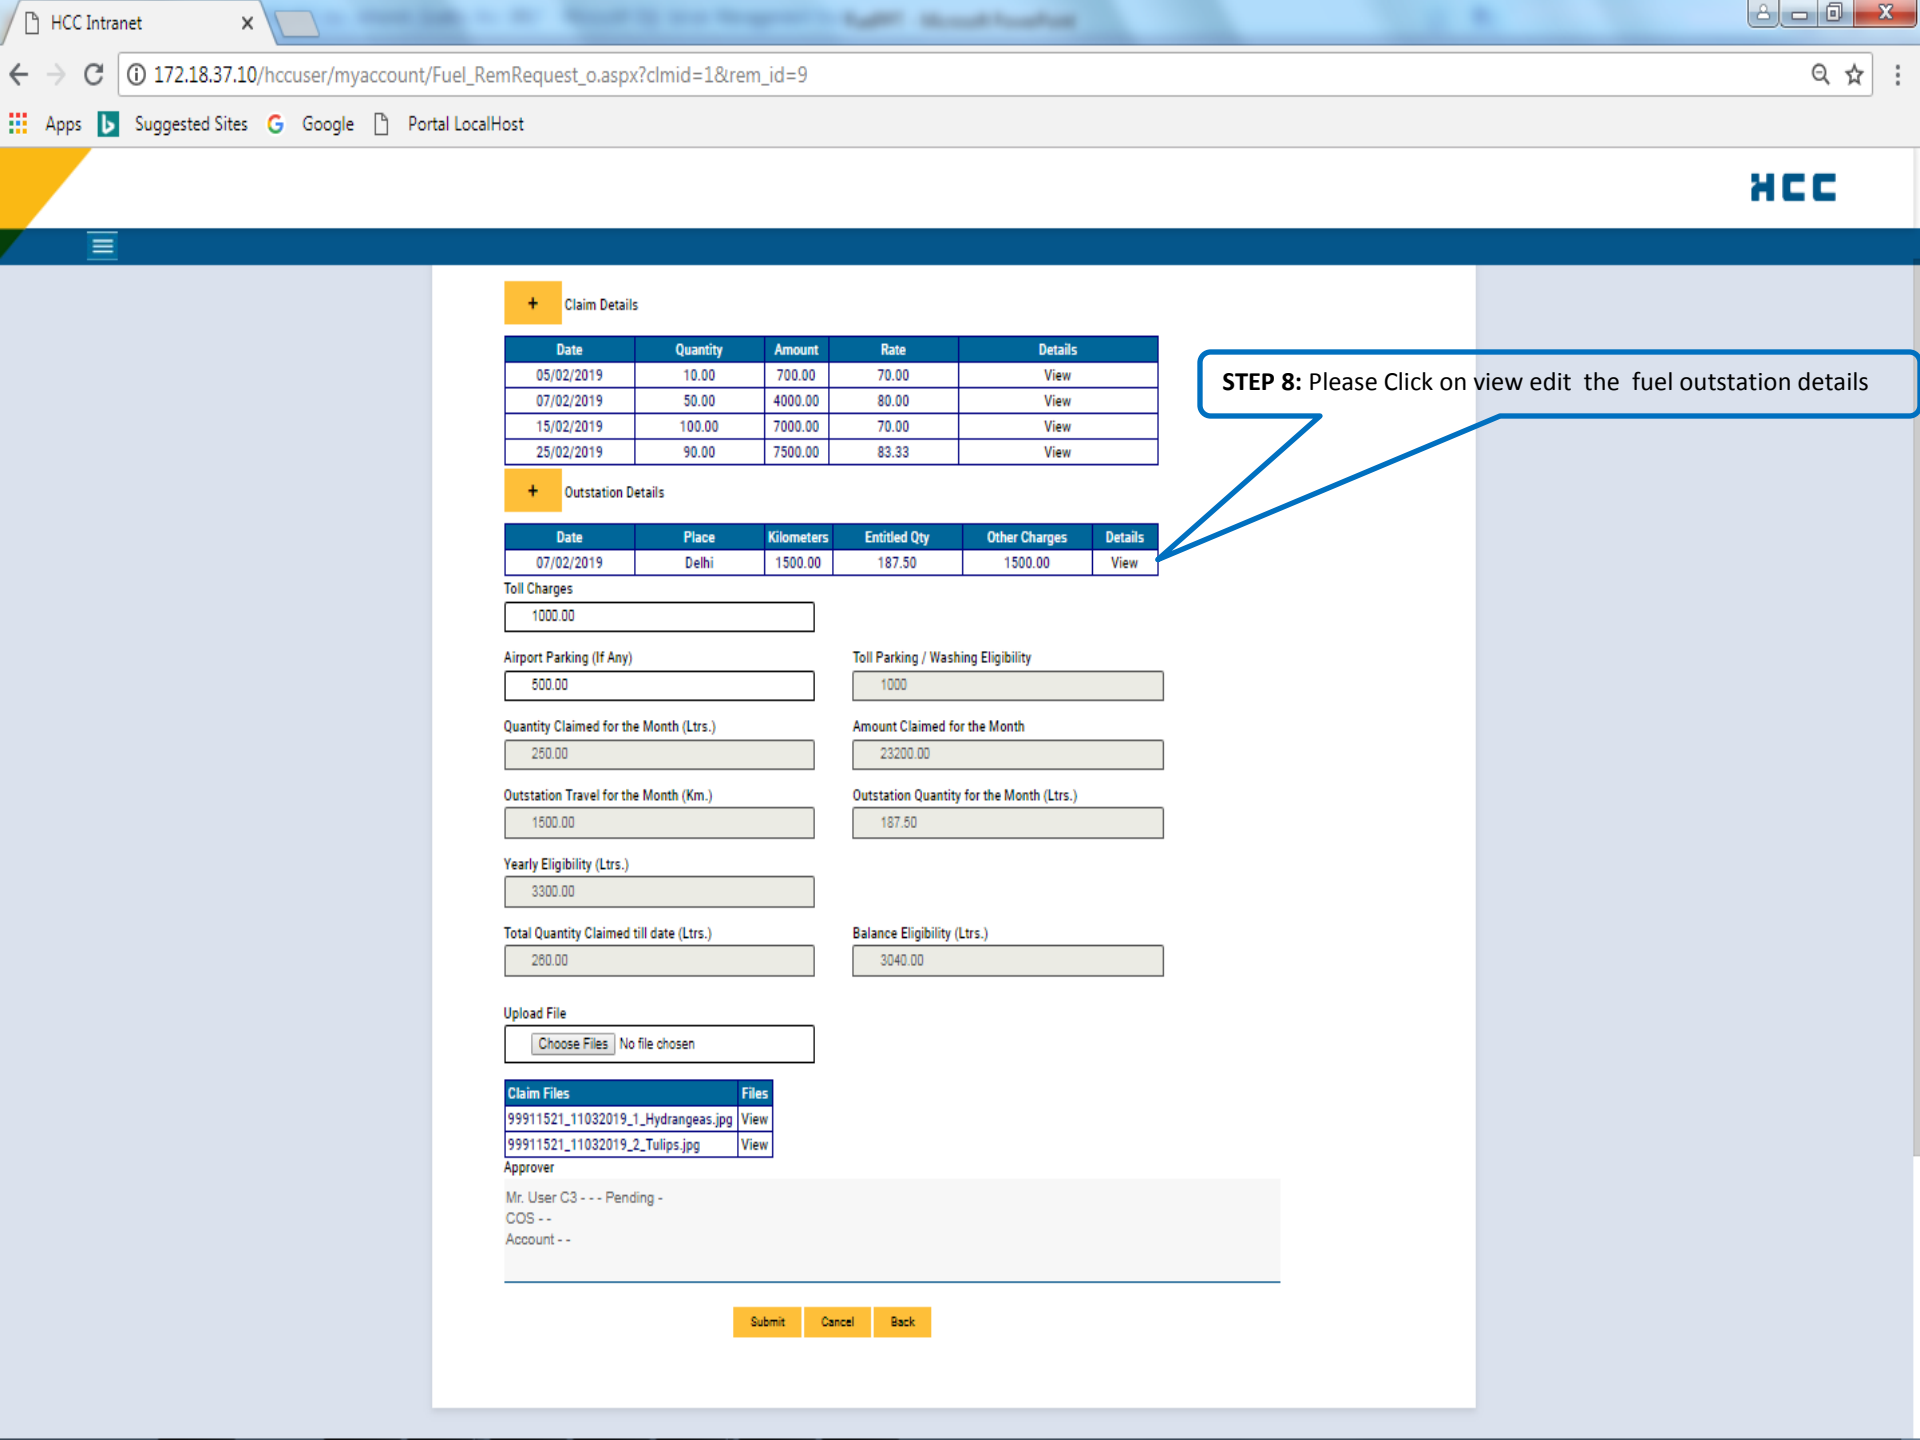 HCC Intranet
172.18.37.10/hccuser/myaccount/Fuel_RemRequest_o.aspx?clmid=1&rem_id=9
Apps Suggested Sites Google Portal LocalHost
HCC
+ Claim Details
Date Quantity Amount Rate Details
05/02/2019 10.00 700.00 70.00 View
07/02/2019 50.00 4000.00 80.00 View
15/02/2019 100.00 7000.00 70.00 View
25/02/2019 90.00 7500.00 83.33 View
STEP 8: Please Click on view edit the fuel outstation details
+ Outstation Details
Date Place Kilometers Entitled Qty Other Charges Details
07/02/2019 Delhi 1500.00 187.50 1500.00 View
Toll Charges
1000.00
Airport Parking (If Any) Toll Parking / Washing Eligibility
500.00 1000
Quantity Claimed for the Month (Ltrs.) Amount Claimed for the Month
250.00 23200.00
Outstation Travel for the Month (Km.) Outstation Quantity for the Month (Ltrs.)
1500.00 187.50
Yearly Eligibility (Ltrs.)
3300.00
Total Quantity Claimed till date (Ltrs.) Balance Eligibility (Ltrs.)
260.00 3040.00
Upload File
Choose Files No file chosen
Claim Files Files
99911521_11032019_1_Hydrangeas.jpg View
99911521_11032019_2_Tulips.jpg View
Approver
Mr. User C3 - - - Pending -
COS - -
Account - -
Submit Cancel Back